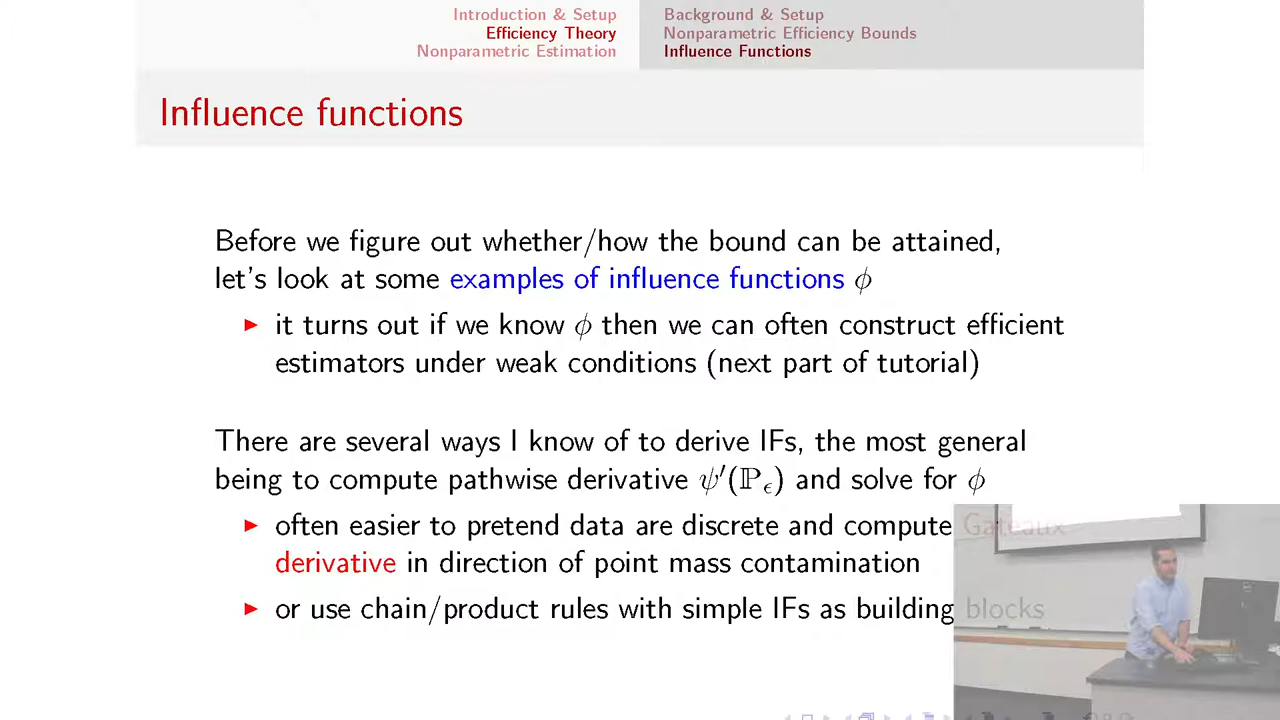 Introduction & Setup
Efficiency Theory
Nonparametric Estimation
Background & Setup
Nonparametric Efficiency Bounds
Influence Functions
Influence functions
Before we figure out whether/how the bound can be attained,
let's look at some examples of influence functions ϕ
▶ it turns out if we know ϕ then we can often construct efficient
estimators under weak conditions (next part of tutorial)
There are several ways I know of to derive IFs, the most general
being to compute pathwise derivative ψ′(ℙϵ) and solve for ϕ
▶ often easier to pretend data are discrete and compute Gateaux
derivative in direction of point mass contamination
▶ or use chain/product rules with simple IFs as building blocks